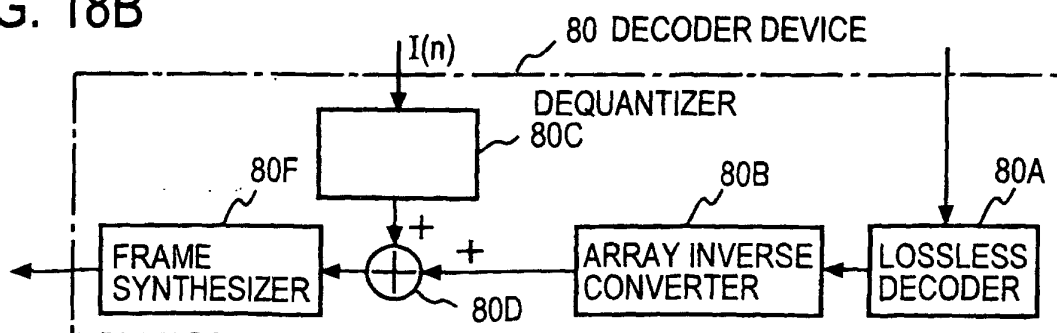 G. 18B
80 DECODER DEVICE
I(n)
DEQUANTIZER
80C
80F
80B
80A
FRAME
SYNTHESIZER
+
+
ARRAY INVERSE
CONVERTER
LOSSLESS
DECODER
80D